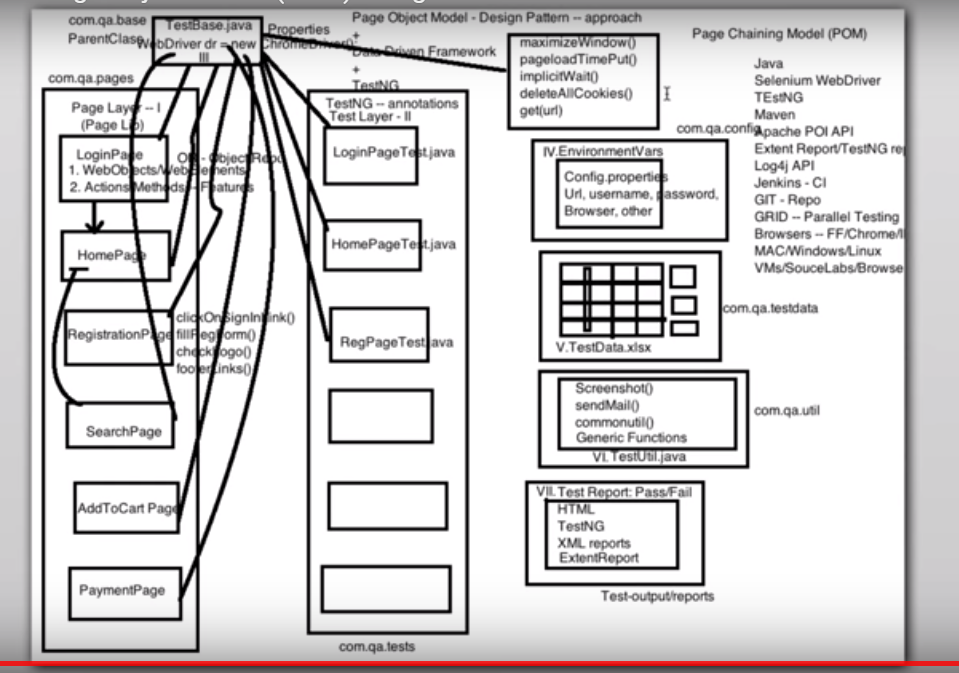 com.qa.base
ParentClass
TestBase.java
WebDriver dr = new ChromeDriver();
III
Properties
Page Object Model - Design Pattern -- approach
+
Data Driven Framework
+
TestNG
com.qa.pages
Page Layer -- I
(Page Lib)
LoginPage
OR - Object Repo
1. WebObjects/WebElements
2. Actions/Methods -- Features
HomePage
RegistrationPage
clickOnSignInLink()
fillRegForm()
checkLogo()
footerLinks()
SearchPage
AddToCart Page
PaymentPage
TestNG -- annotations
Test Layer - II
LoginPageTest.java
HomePageTest.java
RegPageTest.java
com.qa.tests
maximizeWindow()
pageloadTimePut()
implicitWait()
deleteAllCookies()
get(url)
com.qa.config
IV.EnvironmentVars
Config.properties
Url, username, password,
Browser, other
com.qa.testdata
V.TestData.xlsx
Screenshot()
sendMail()
commonutil()
Generic Functions
VI. TestUtil.java
com.qa.util
VII. Test Report: Pass/Fail
HTML
TestNG
XML reports
ExtentReport
Test-output/reports
Page Chaining Model (POM)
Java
Selenium WebDriver
TEstNG
Maven
Apache POI API
Extent Report/TestNG
Log4j API
Jenkins - CI
GIT - Repo
GRID -- Parallel Testing
Browsers -- FF/Chrome/
MAC/Windows/Linux
VMs/SouceLabs/Browse